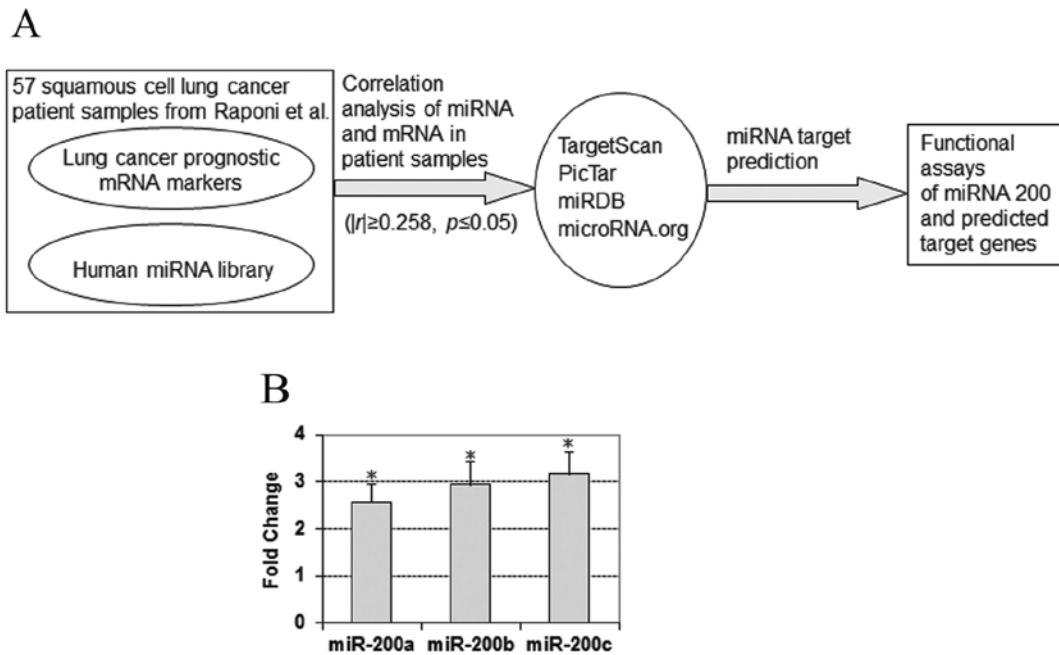 A
57 squamous cell lung cancer
patient samples from Raponi et al.
Lung cancer prognostic
mRNA markers
Human miRNA library
Correlation
analysis of miRNA
and mRNA in
patient samples
(|r|≥0.258, p≤0.05)
TargetScan
PicTar
miRDB
microRNA.org
miRNA target
prediction
Functional
assays
of miRNA 200
and predicted
target genes
B
Fold Change
4
3
2
1
0
* * *
miR-200a miR-200b miR-200c